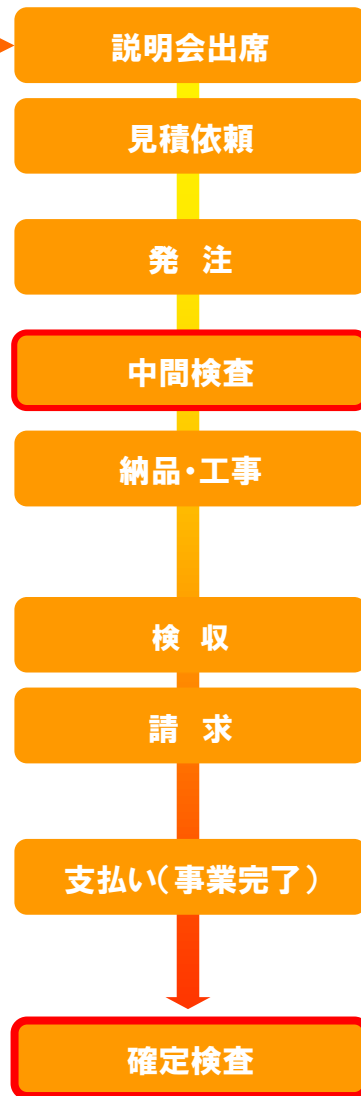 説明会出席
見積依頼
発 注
中間検査
納品・工事
検 収
請 求
支払い(事業完了)
確定検査